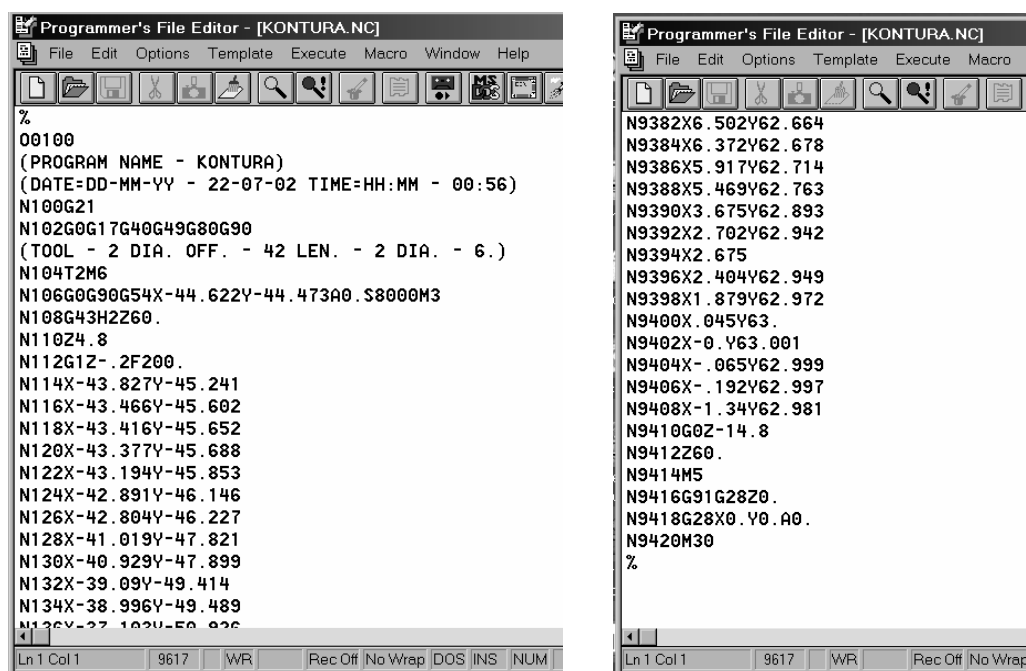 Programmer's File Editor - [KONTURA.NC]
File Edit Options Template Execute Macro Window Help
MS DOS
%
O0100
(PROGRAM NAME - KONTURA)
(DATE=DD-MM-YY - 22-07-02 TIME=HH:MM - 00:56)
N100G21
N102G0G17G40G49G80G90
(TOOL - 2 DIA. OFF. - 42 LEN. - 2 DIA. - 6.)
N104T2M6
N106G0G90G54X-44.622Y-44.473A0.S8000M3
N108G43H2Z60.
N110Z4.8
N112G1Z-.2F200.
N114X-43.827Y-45.241
N116X-43.466Y-45.602
N118X-43.416Y-45.652
N120X-43.377Y-45.688
N122X-43.194Y-45.853
N124X-42.891Y-46.146
N126X-42.804Y-46.227
N128X-41.019Y-47.821
N130X-40.929Y-47.899
N132X-39.09Y-49.414
N134X-38.996Y-49.489
Ln 1 Col 1 9617 WR Rec Off No Wrap DOS INS NUM
Programmer's File Editor - [KONTURA.NC]
File Edit Options Template Execute Macro
N9382X6.502Y62.664
N9384X6.372Y62.678
N9386X5.917Y62.714
N9388X5.469Y62.763
N9390X3.675Y62.893
N9392X2.702Y62.942
N9394X2.675
N9396X2.404Y62.949
N9398X1.879Y62.972
N9400X.045Y63.
N9402X-0.Y63.001
N9404X-.065Y62.999
N9406X-.192Y62.997
N9408X-1.34Y62.981
N9410G0Z-14.8
N9412Z60.
N9414M5
N9416G91G28Z0.
N9418G28X0.Y0.A0.
N9420M30
%
Ln 1 Col 1 9617 WR Rec Off No Wrap